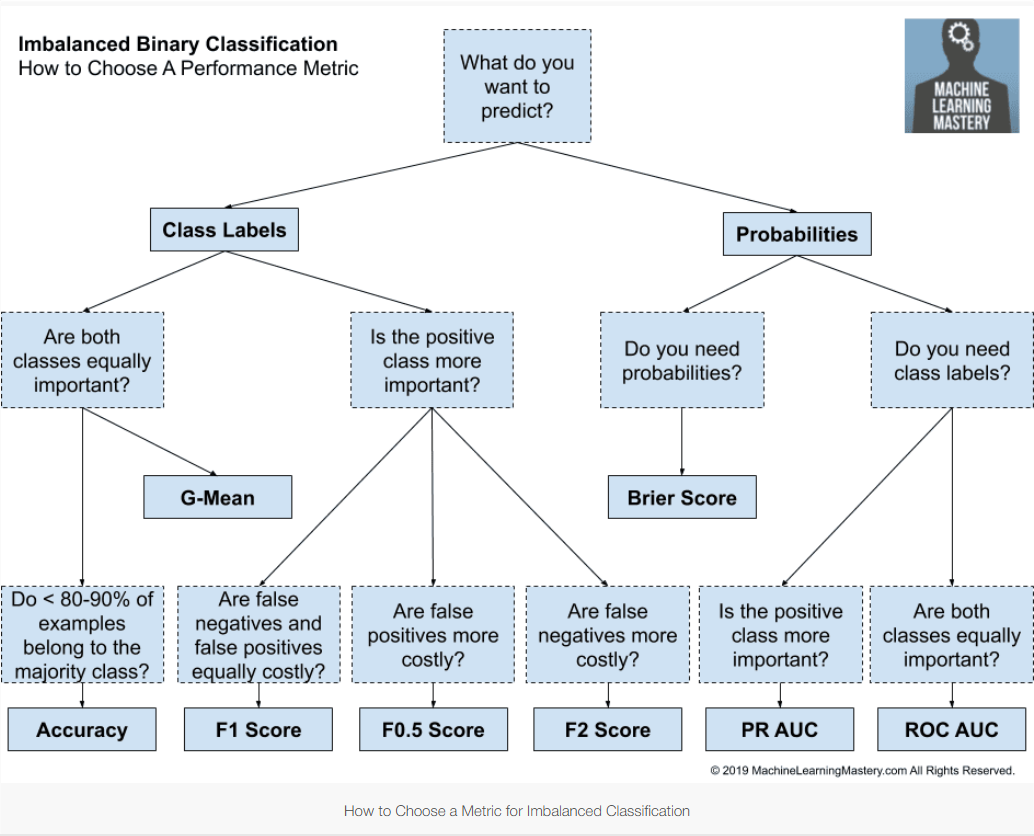 Imbalanced Binary Classification
How to Choose A Performance Metric
What do you
want to
predict?
MACHINE
LEARNING
MASTERY
Class Labels
Probabilities
Are both
classes equally
important?
Is the positive
class more
important?
Do you need
probabilities?
Do you need
class labels?
G-Mean
Brier Score
Do < 80-90% of
examples
belong to the
majority class?
Are false
negatives and
false positives
equally costly?
Are false
positives more
costly?
Are false
negatives more
costly?
Is the positive
class more
important?
Are both
classes equally
important?
Accuracy
F1 Score
F0.5 Score
F2 Score
PR AUC
ROC AUC
© 2019 MachineLearningMastery.com All Rights Reserved.
How to Choose a Metric for Imbalanced Classification